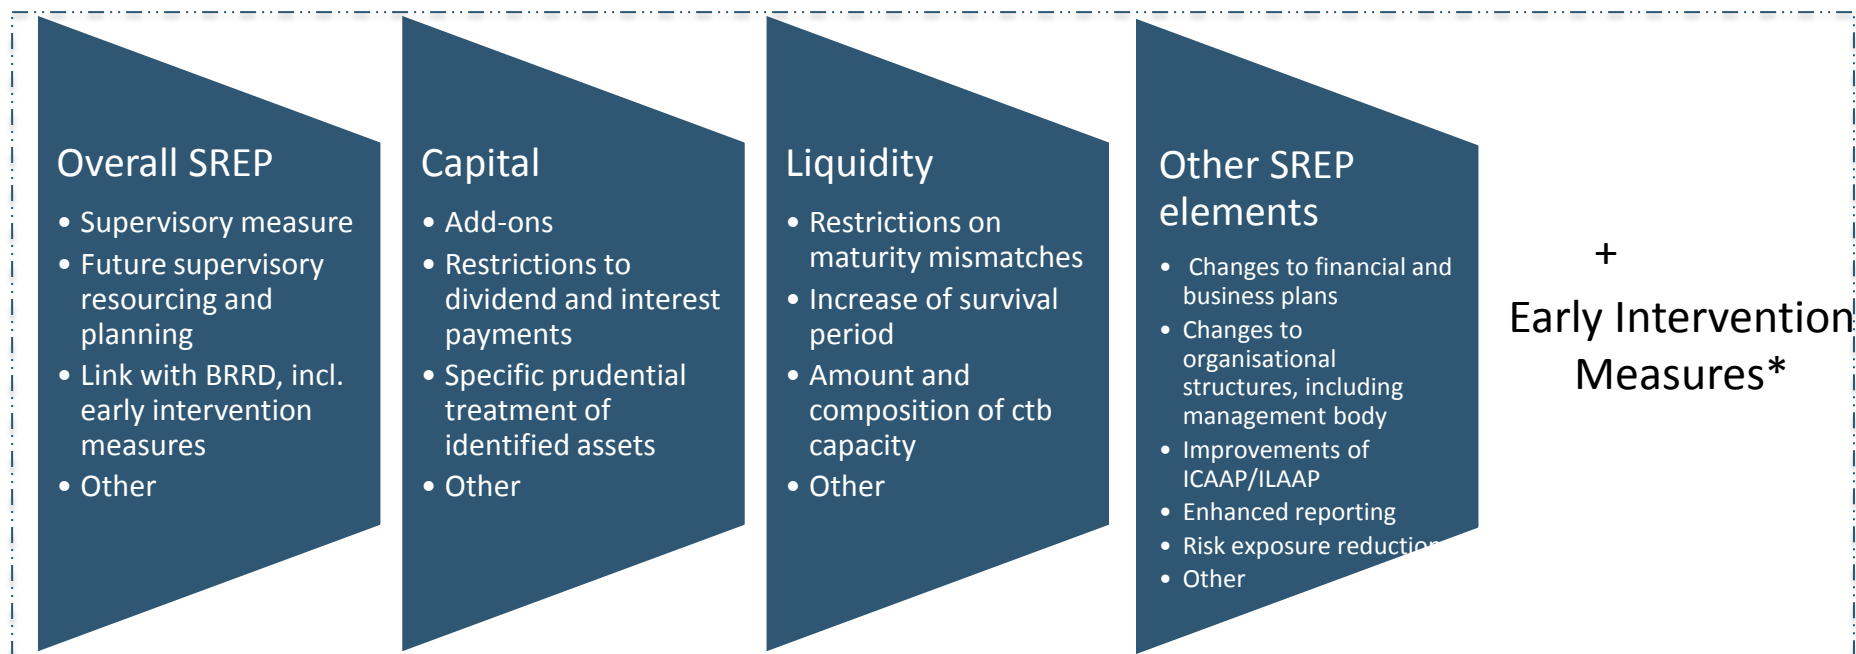 Overall SREP
• Supervisory measure
• Future supervisory
resourcing and
planning
• Link with BRRD, incl.
early intervention
measures
• Other
Capital
• Add-ons
• Restrictions to
dividend and interest
payments
• Specific prudential
treatment of
identified assets
• Other
Liquidity
• Restrictions on
maturity mismatches
• Increase of survival
period
• Amount and
composition of ctb
capacity
• Other
Other SREP
elements
• Changes to financial and
business plans
• Changes to
organisational
structures, including
management body
• Improvements of
ICAAP/ILAAP
• Enhanced reporting
• Risk exposure reduction
• Other
+
Early Intervention
Measures*